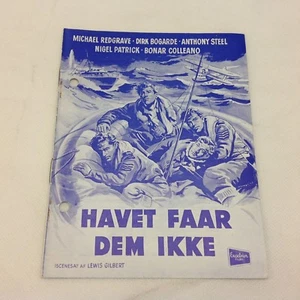 MICHAEL REDGRAVE · DIRK BOGARDE · ANTHONY STEEL
NIGEL PATRICK · BONAR COLLEANO
HAVET FAAR
DEM IKKE
ISCENESAT AF LEWIS GILBERT